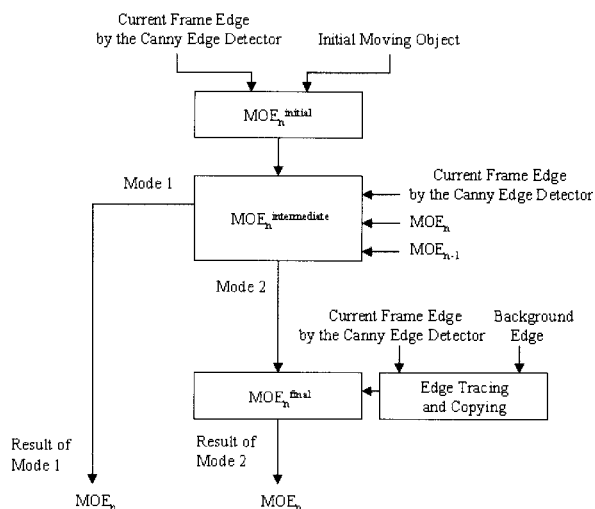 Current Frame Edge
by the Canny Edge Detector
Initial Moving Object
MOEₙ^initial
Mode 1
Current Frame Edge
by the Canny Edge Detector
MOEₙ^intermediate
MOEₙ
MOEₙ₋₁
Mode 2
Current Frame Edge
by the Canny Edge Detector
Background
Edge
MOEₙ^final
Edge Tracing
and Copying
Result of
Mode 1
Result of
Mode 2
MOEₙ
MOEₙ